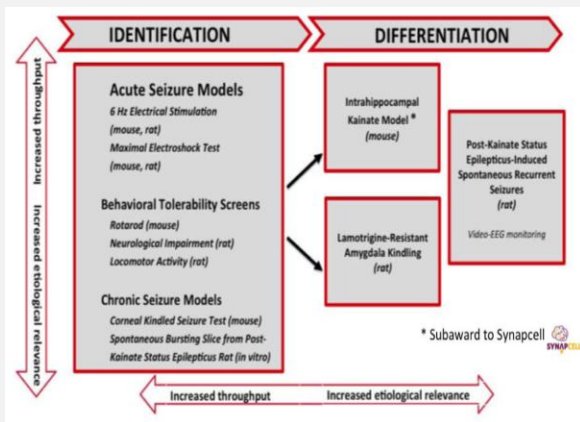 IDENTIFICATION
DIFFERENTIATION
Increased throughput
Increased etiological relevance
Acute Seizure Models
6 Hz Electrical Stimulation
(mouse, rat)
Maximal Electroshock Test
(mouse, rat)
Behavioral Tolerability Screens
Rotarod (mouse)
Neurological Impairment (rat)
Locomotor Activity (rat)
Chronic Seizure Models
Corneal Kindled Seizure Test (mouse)
Spontaneous Bursting Slice from Post-
Kainate Status Epilepticus Rat (in vitro)
Intrahippocampal
Kainate Model *
(mouse)
Lamotrigine-Resistant
Amygdala Kindling
(rat)
Post-Kainate Status
Epilepticus-Induced
Spontaneous Recurrent
Seizures
(rat)
Video-EEG monitoring
* Subaward to Synapcell
SYNAPCELL
Increased throughput
Increased etiological relevance